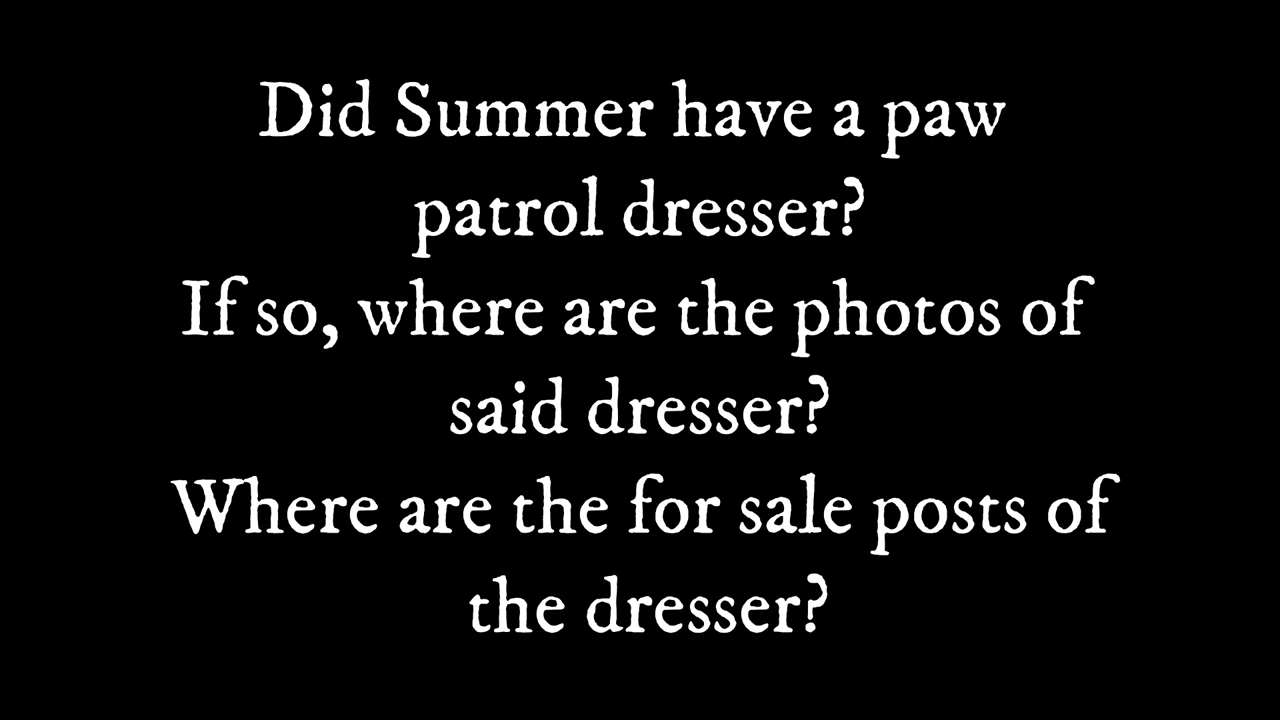 Did Summer have a paw
patrol dresser?
If so, where are the photos of
said dresser?
Where are the for sale posts of
the dresser?